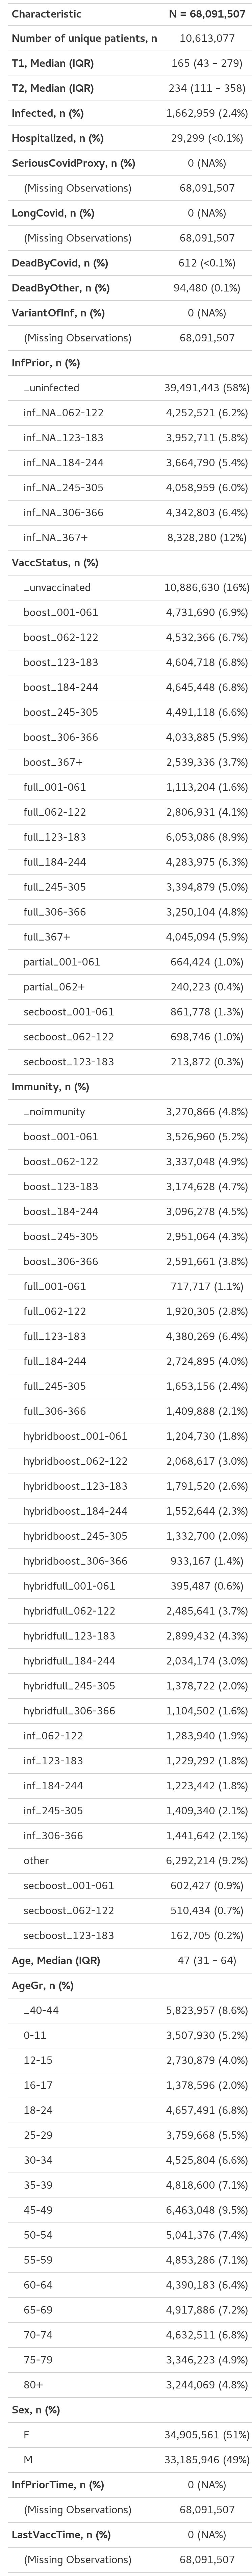 Characteristic N = 68,091,507
Number of unique patients, n 10,613,077
T1, Median (IQR) 165 (43 – 279)
T2, Median (IQR) 234 (111 – 358)
Infected, n (%) 1,662,959 (2.4%)
Hospitalized, n (%) 29,299 (<0.1%)
SeriousCovidProxy, n (%) 0 (NA%)
(Missing Observations) 68,091,507
LongCovid, n (%) 0 (NA%)
(Missing Observations) 68,091,507
DeadByCovid, n (%) 612 (<0.1%)
DeadByOther, n (%) 94,480 (0.1%)
VariantOfInf, n (%) 0 (NA%)
(Missing Observations) 68,091,507
InfPrior, n (%)
_uninfected 39,491,443 (58%)
inf_NA_062-122 4,252,521 (6.2%)
inf_NA_123-183 3,952,711 (5.8%)
inf_NA_184-244 3,664,790 (5.4%)
inf_NA_245-305 4,058,959 (6.0%)
inf_NA_306-366 4,342,803 (6.4%)
inf_NA_367+ 8,328,280 (12%)
VaccStatus, n (%)
_unvaccinated 10,886,630 (16%)
boost_001-061 4,731,690 (6.9%)
boost_062-122 4,532,366 (6.7%)
boost_123-183 4,604,718 (6.8%)
boost_184-244 4,645,448 (6.8%)
boost_245-305 4,491,118 (6.6%)
boost_306-366 4,033,885 (5.9%)
boost_367+ 2,539,336 (3.7%)
full_001-061 1,113,204 (1.6%)
full_062-122 2,806,931 (4.1%)
full_123-183 6,053,086 (8.9%)
full_184-244 4,283,975 (6.3%)
full_245-305 3,394,879 (5.0%)
full_306-366 3,250,104 (4.8%)
full_367+ 4,045,094 (5.9%)
partial_001-061 664,424 (1.0%)
partial_062+ 240,223 (0.4%)
secboost_001-061 861,778 (1.3%)
secboost_062-122 698,746 (1.0%)
secboost_123-183 213,872 (0.3%)
Immunity, n (%)
_noimmunity 3,270,866 (4.8%)
boost_001-061 3,526,960 (5.2%)
boost_062-122 3,337,048 (4.9%)
boost_123-183 3,174,628 (4.7%)
boost_184-244 3,096,278 (4.5%)
boost_245-305 2,951,064 (4.3%)
boost_306-366 2,591,661 (3.8%)
full_001-061 717,717 (1.1%)
full_062-122 1,920,305 (2.8%)
full_123-183 4,380,269 (6.4%)
full_184-244 2,724,895 (4.0%)
full_245-305 1,653,156 (2.4%)
full_306-366 1,409,888 (2.1%)
hybridboost_001-061 1,204,730 (1.8%)
hybridboost_062-122 2,068,617 (3.0%)
hybridboost_123-183 1,791,520 (2.6%)
hybridboost_184-244 1,552,644 (2.3%)
hybridboost_245-305 1,332,700 (2.0%)
hybridboost_306-366 933,167 (1.4%)
hybridfull_001-061 395,487 (0.6%)
hybridfull_062-122 2,485,641 (3.7%)
hybridfull_123-183 2,899,432 (4.3%)
hybridfull_184-244 2,034,174 (3.0%)
hybridfull_245-305 1,378,722 (2.0%)
hybridfull_306-366 1,104,502 (1.6%)
inf_062-122 1,283,940 (1.9%)
inf_123-183 1,229,292 (1.8%)
inf_184-244 1,223,442 (1.8%)
inf_245-305 1,409,340 (2.1%)
inf_306-366 1,441,642 (2.1%)
other 6,292,214 (9.2%)
secboost_001-061 602,427 (0.9%)
secboost_062-122 510,434 (0.7%)
secboost_123-183 162,705 (0.2%)
Age, Median (IQR) 47 (31 – 64)
AgeGr, n (%)
_40-44 5,823,957 (8.6%)
0-11 3,507,930 (5.2%)
12-15 2,730,879 (4.0%)
16-17 1,378,596 (2.0%)
18-24 4,657,491 (6.8%)
25-29 3,759,668 (5.5%)
30-34 4,525,804 (6.6%)
35-39 4,818,600 (7.1%)
45-49 6,463,048 (9.5%)
50-54 5,041,376 (7.4%)
55-59 4,853,286 (7.1%)
60-64 4,390,183 (6.4%)
65-69 4,917,886 (7.2%)
70-74 4,632,511 (6.8%)
75-79 3,346,223 (4.9%)
80+ 3,244,069 (4.8%)
Sex, n (%)
F 34,905,561 (51%)
M 33,185,946 (49%)
InfPriorTime, n (%) 0 (NA%)
(Missing Observations) 68,091,507
LastVaccTime, n (%) 0 (NA%)
(Missing Observations) 68,091,507